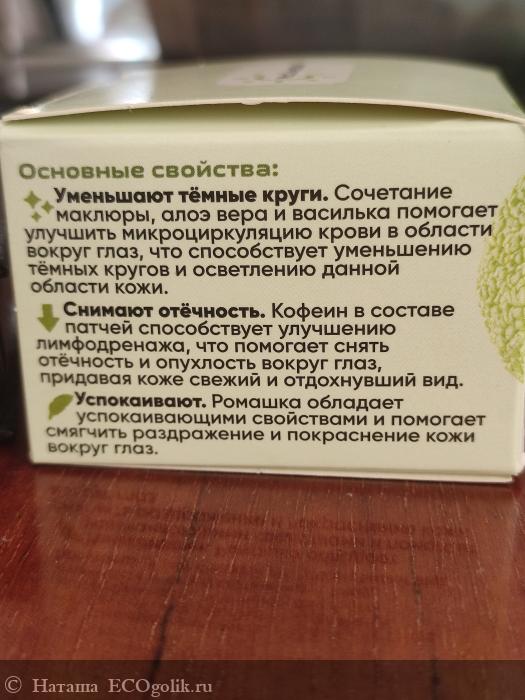 Основные свойства:
Уменьшают тёмные круги. Сочетание
маклюры, алоэ вера и василька помогает
улучшить микроциркуляцию крови в области
вокруг глаз, что способствует уменьшению
тёмных кругов и осветлению данной
области кожи.
Снимают отёчность. Кофеин в составе
патчей способствует улучшению
лимфодренажа, что помогает снять
отёчность и опухлость вокруг глаз,
придавая коже свежий и отдохнувший вид.
Успокаивают. Ромашка обладает
успокаивающими свойствами и помогает
смягчить раздражение и покраснение кожи
вокруг глаз.
© Наташа ECOgolik.ru